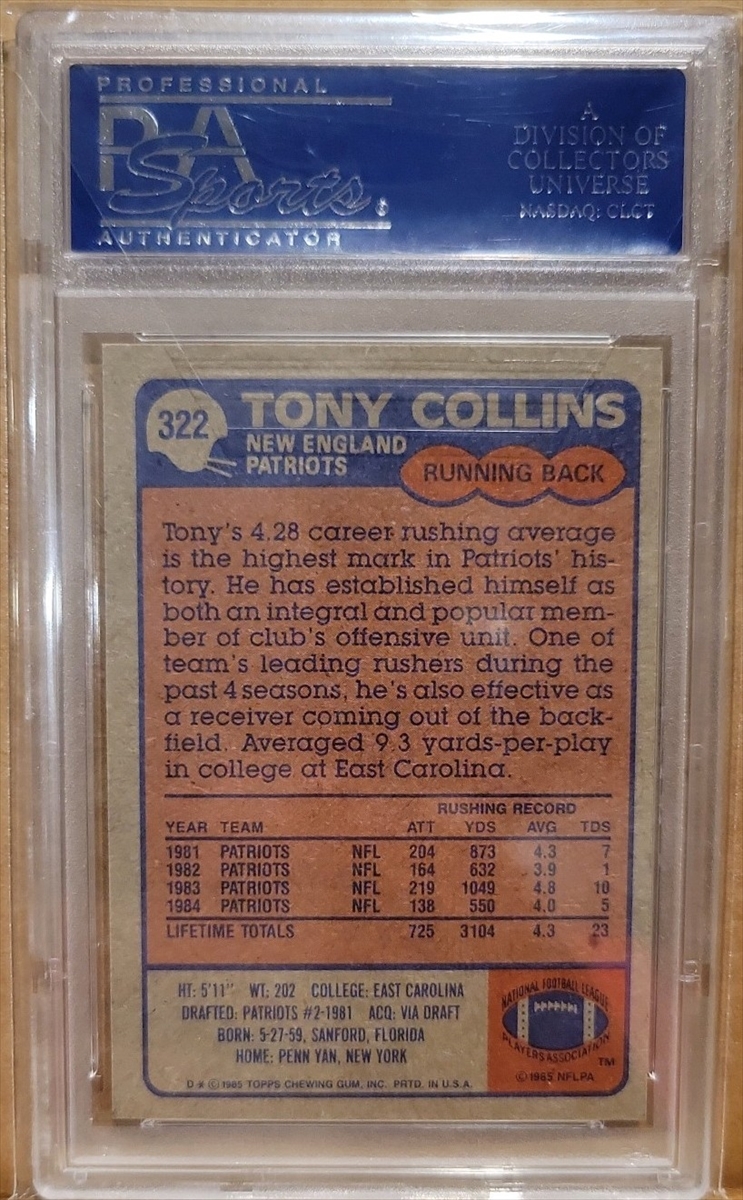 PROFESSIONAL
PSA
Sports
AUTHENTICATOR
A
DIVISION OF
COLLECTORS
UNIVERSE
NASDAQ: CLCT
322
TONY COLLINS
NEW ENGLAND
PATRIOTS
RUNNING BACK
Tony's 4.28 career rushing average
is the highest mark in Patriots' his-
tory. He has established himself as
both an integral and popular mem-
ber of club's offensive unit. One of
team's leading rushers during the
past 4 seasons, he's also effective as
a receiver coming out of the back-
field. Averaged 9.3 yards-per-play
in college at East Carolina.
RUSHING RECORD
YEAR TEAM ATT YDS AVG TDS
1981 PATRIOTS NFL 204 873 4.3 7
1982 PATRIOTS NFL 164 632 3.9 1
1983 PATRIOTS NFL 219 1049 4.8 10
1984 PATRIOTS NFL 138 550 4.0 5
LIFETIME TOTALS 725 3104 4.3 23
HT: 5'11" WT: 202 COLLEGE: EAST CAROLINA
DRAFTED: PATRIOTS #2-1981 ACQ: VIA DRAFT
BORN: 5-27-59, SANFORD, FLORIDA
HOME: PENN YAN, NEW YORK
D* © 1985 TOPPS CHEWING GUM, INC. PRTD. IN U.S.A.
NATIONAL FOOTBALL LEAGUE
PLAYERS ASSOCIATION
TM
© 1985 NFLPA